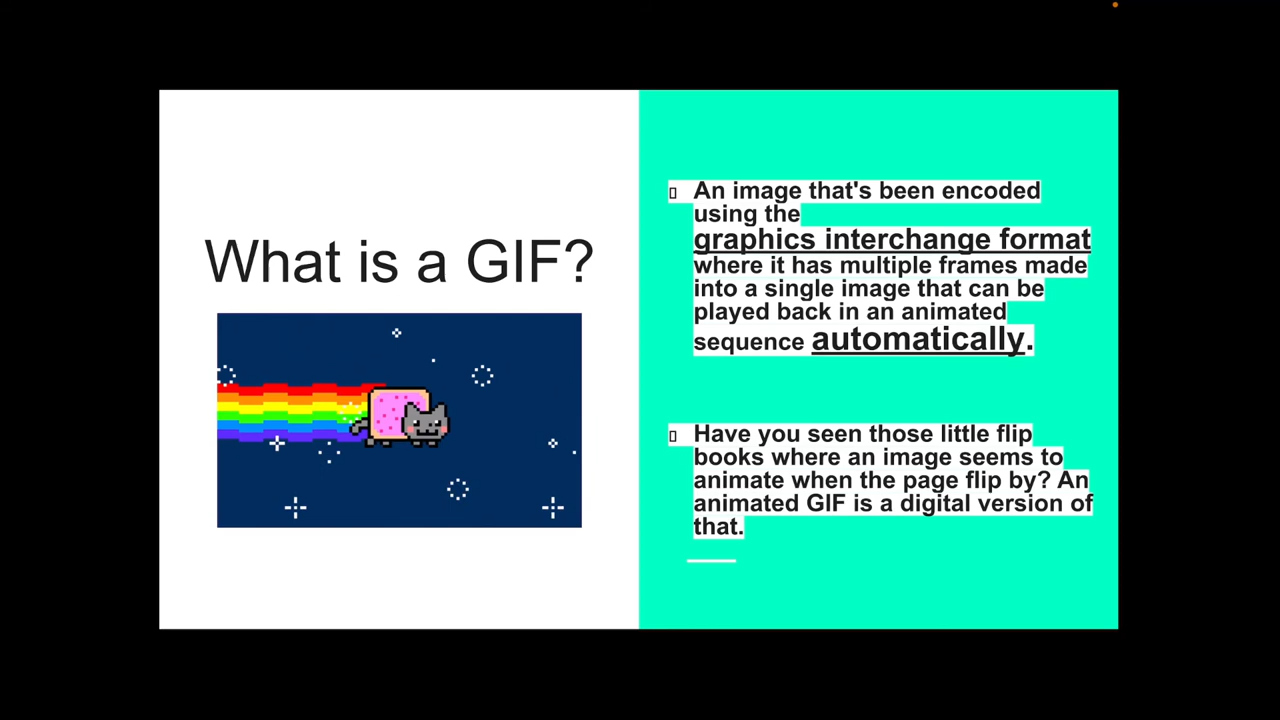 What is a GIF?
An image that's been encoded
using the
graphics interchange format
where it has multiple frames made
into a single image that can be
played back in an animated
sequence automatically.
Have you seen those little flip
books where an image seems to
animate when the page flip by? An
animated GIF is a digital version of
that.